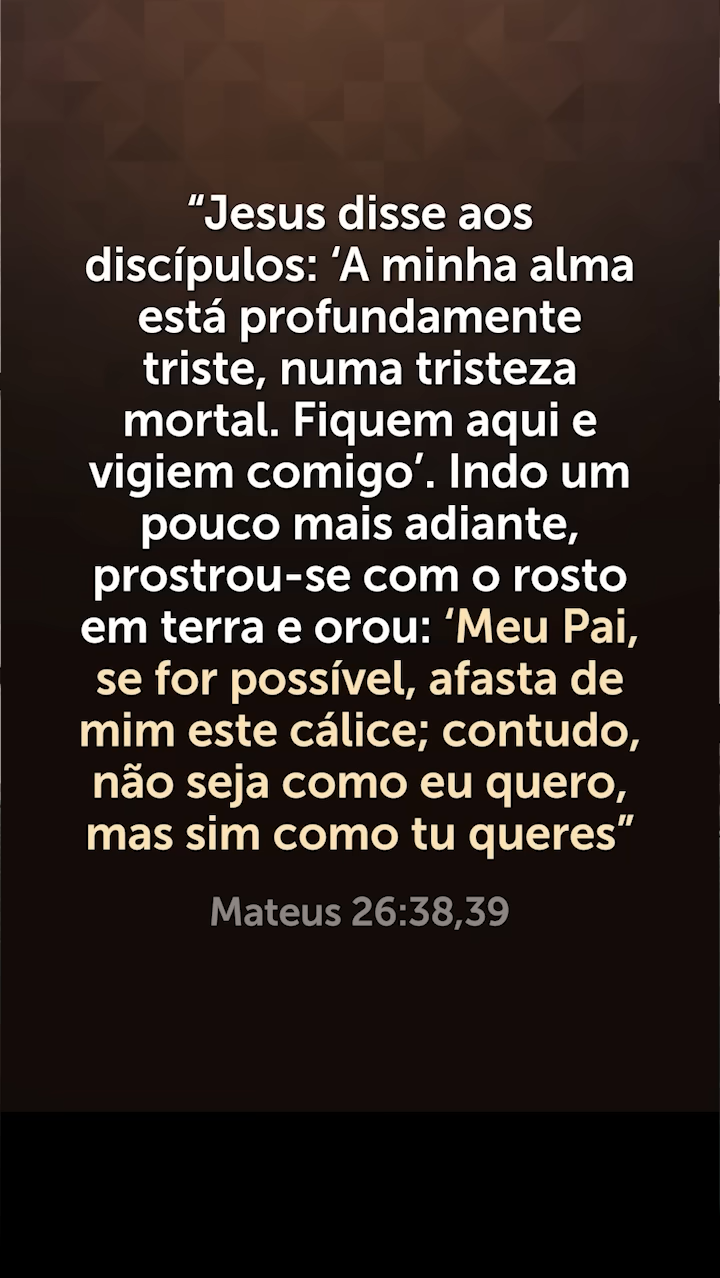 “Jesus disse aos
discípulos: ‘A minha alma
está profundamente
triste, numa tristeza
mortal. Fiquem aqui e
vigiem comigo’. Indo um
pouco mais adiante,
prostrou-se com o rosto
em terra e orou: ‘Meu Pai,
se for possível, afasta de
mim este cálice; contudo,
não seja como eu quero,
mas sim como tu queres”
Mateus 26:38,39